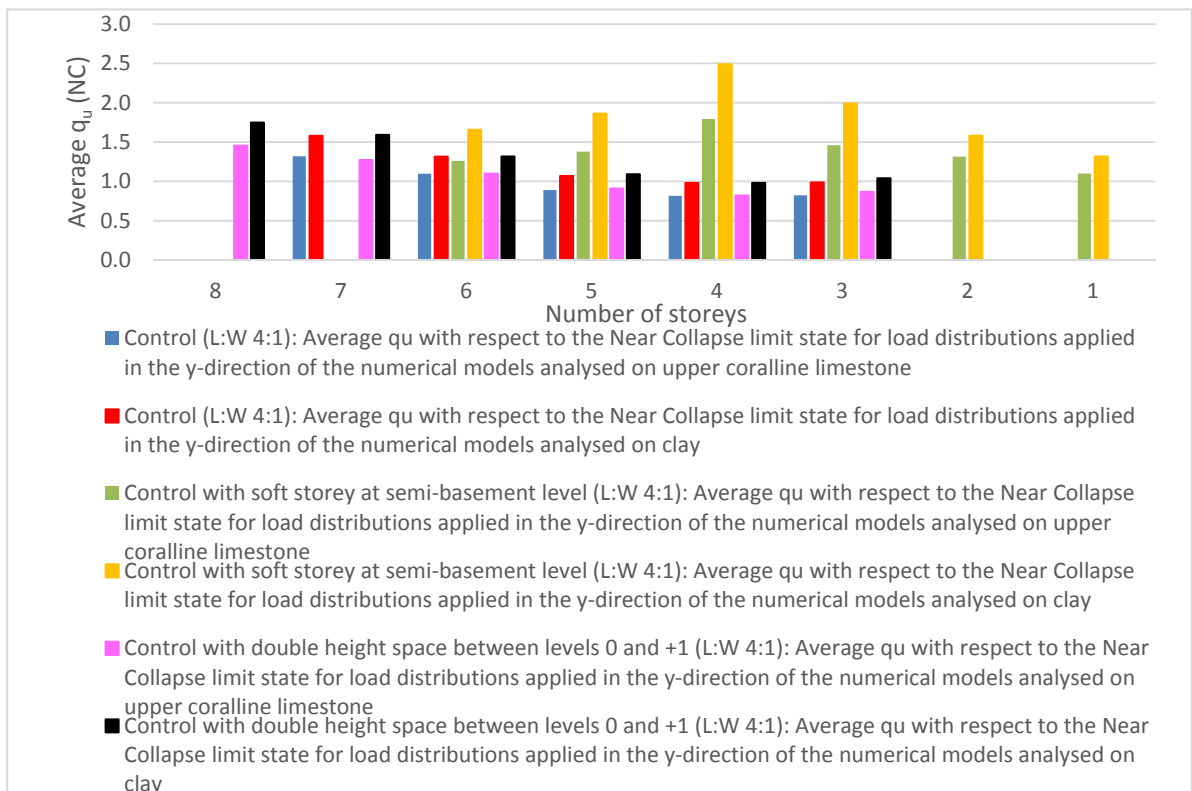 3.0
2.5
2.0
1.5
1.0
0.5
0.0
Average qu (NC)
8 7 6 5 4 3 2 1
Number of storeys
Control (L:W 4:1): Average qu with respect to the Near Collapse limit state for load distributions applied
in the y-direction of the numerical models analysed on upper coralline limestone
Control (L:W 4:1): Average qu with respect to the Near Collapse limit state for load distributions applied
in the y-direction of the numerical models analysed on clay
Control with soft storey at semi-basement level (L:W 4:1): Average qu with respect to the Near Collapse
limit state for load distributions applied in the y-direction of the numerical models analysed on upper
coralline limestone
Control with soft storey at semi-basement level (L:W 4:1): Average qu with respect to the Near Collapse
limit state for load distributions applied in the y-direction of the numerical models analysed on clay
Control with double height space between levels 0 and +1 (L:W 4:1): Average qu with respect to the Near
Collapse limit state for load distributions applied in the y-direction of the numerical models analysed on
upper coralline limestone
Control with double height space between levels 0 and +1 (L:W 4:1): Average qu with respect to the Near
Collapse limit state for load distributions applied in the y-direction of the numerical models analysed on
clay